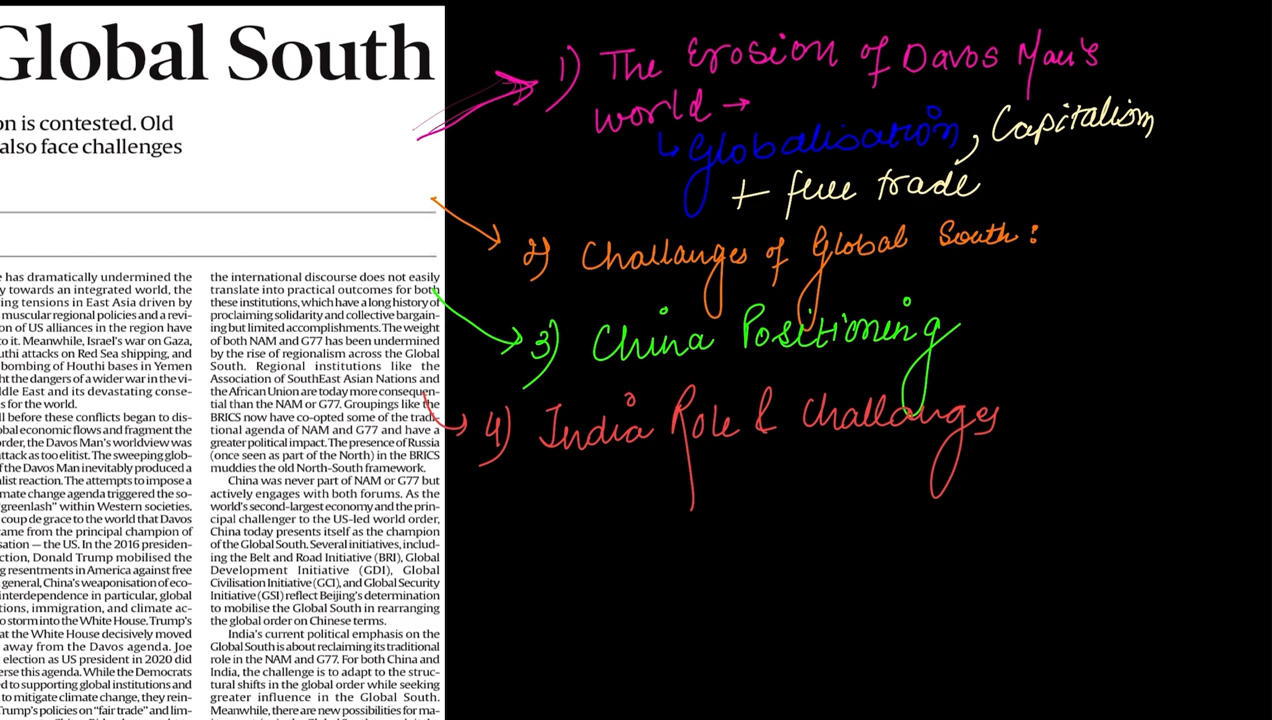 Global South
on is contested. Old
also face challenges
has dramatically undermined the
y towards an integrated world, the
ing tensions in East Asia driven by
muscular regional policies and a revi-
on of US alliances in the region have
to it. Meanwhile, Israel's war on Gaza,
uthi attacks on Red Sea shipping, and
bombing of Houthi bases in Yemen
ht the dangers of a wider war in the vi-
ddle East and its devastating conse-
s for the world.
ll before these conflicts began to dis-
obal economic flows and fragment the
order, the Davos Man's worldview was
ttack as too elitist. The sweeping glob-
f the Davos Man inevitably produced a
alist reaction. The attempts to impose a
mate change agenda triggered the so-
"greenlash" within Western societies.
coup de grace to the world that Davos
came from the principal champion of
sation — the US. In the 2016 presiden-
ction, Donald Trump mobilised the
g resentments in America against free
general, China's weaponisation of eco-
interdependence in particular, global
tions, immigration, and climate ac-
o storm into the White House. Trump's
at the White House decisively moved
away from the Davos agenda. Joe
election as US president in 2020 did
erse this agenda. While the Democrats
ed to supporting global institutions and
to mitigate climate change, they rein-
Trump's policies on "fair trade" and lim-
the international discourse does not easily
translate into practical outcomes for both
these institutions, which have a long history of
proclaiming solidarity and collective bargain-
ing but limited accomplishments. The weight
of both NAM and G77 has been undermined
by the rise of regionalism across the Global
South. Regional institutions like the
Association of SouthEast Asian Nations and
the African Union are today more consequen-
tial than the NAM or G77. Groupings like the
BRICS now have co-opted some of the tradi-
tional agenda of NAM and G77 and have a
greater political impact. The presence of Russia
(once seen as part of the North) in the BRICS
muddies the old North-South framework.
China was never part of NAM or G77 but
actively engages with both forums. As the
world's second-largest economy and the prin-
cipal challenger to the US-led world order,
China today presents itself as the champion
of the Global South. Several initiatives, includ-
ing the Belt and Road Initiative (BRI), Global
Development Initiative (GDI), Global
Civilisation Initiative (GCI), and Global Security
Initiative (GSI) reflect Beijing's determination
to mobilise the Global South in rearranging
the global order on Chinese terms.
India's current political emphasis on the
Global South is about reclaiming its traditional
role in the NAM and G77. For both China and
India, the challenge is to adapt to the struc-
tural shifts in the global order while seeking
greater influence in the Global South.
Meanwhile, there are new possibilities for ma-
1) The Erosion of Davos Man's
world →
↳ Globalisation, Capitalism
+ free trade
2) Challanges of Global South:
3) China Positioning
4) India Role & Challanges